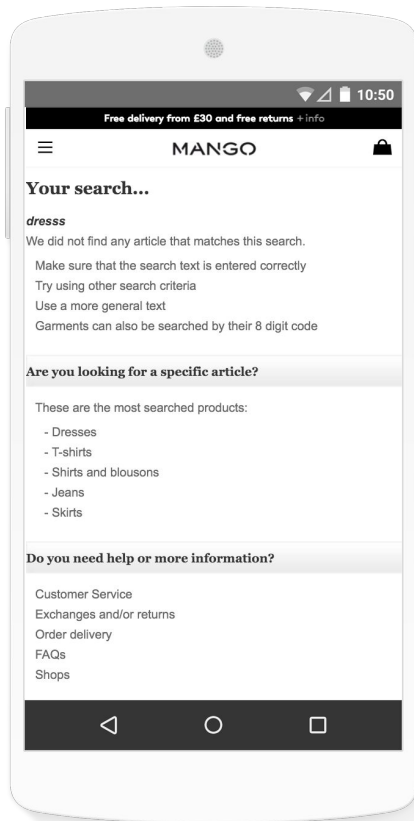 10:50
Free delivery from £30 and free returns + info
MANGO
Your search...
dresss
We did not find any article that matches this search.
Make sure that the search text is entered correctly
Try using other search criteria
Use a more general text
Garments can also be searched by their 8 digit code
Are you looking for a specific article?
These are the most searched products:
- Dresses
- T-shirts
- Shirts and blousons
- Jeans
- Skirts
Do you need help or more information?
Customer Service
Exchanges and/or returns
Order delivery
FAQs
Shops